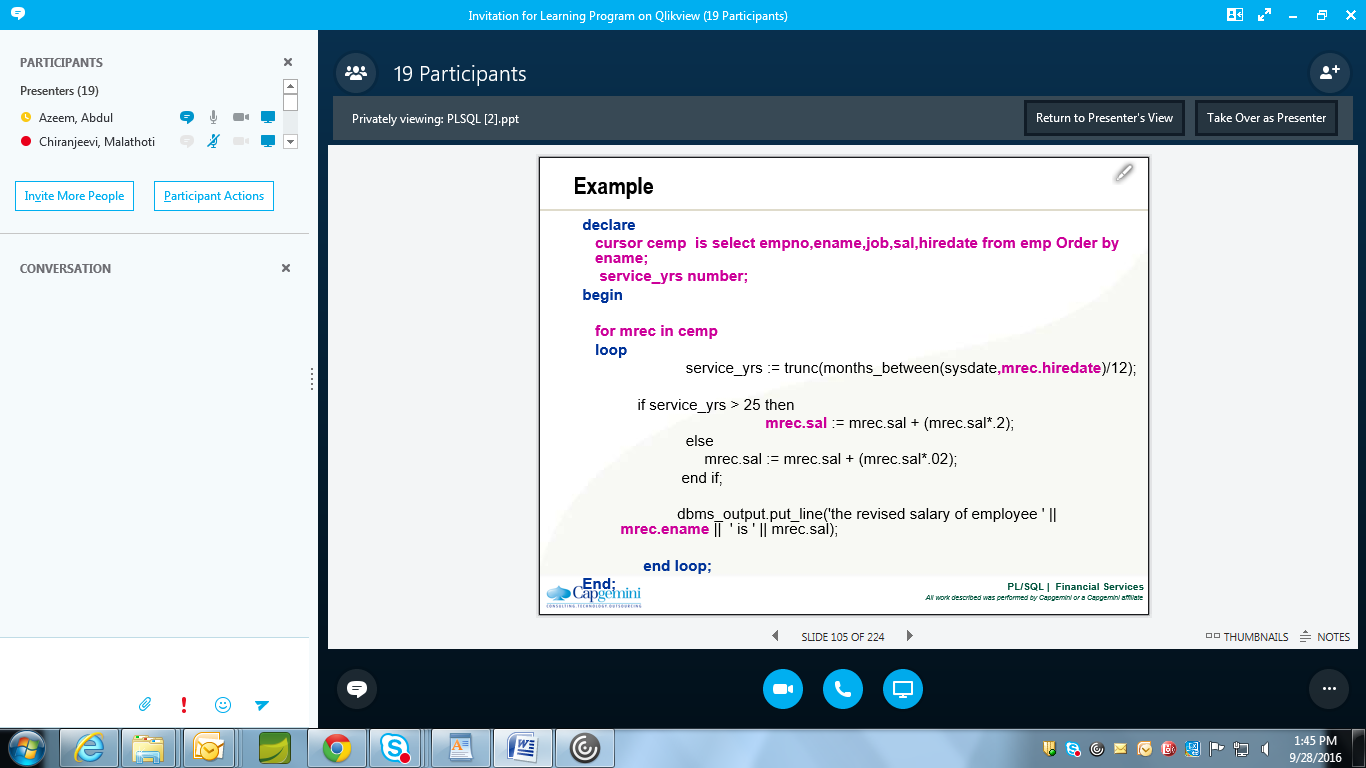 Invitation for Learning Program on Qlikview (19 Participants)
PARTICIPANTS
Presenters (19)
Azeem, Abdul
Chiranjeevi, Malathoti
Invite More People
Participant Actions
CONVERSATION
19 Participants
Privately viewing: PLSQL [2].ppt
Return to Presenter's View
Take Over as Presenter
Example
declare
cursor cemp is select empno,ename,job,sal,hiredate from emp Order by
ename;
service_yrs number;
begin
for mrec in cemp
loop
service_yrs := trunc(months_between(sysdate,mrec.hiredate)/12);
if service_yrs > 25 then
mrec.sal := mrec.sal + (mrec.sal*.2);
else
mrec.sal := mrec.sal + (mrec.sal*.02);
end if;
dbms_output.put_line('the revised salary of employee ' ||
mrec.ename || ' is ' || mrec.sal);
end loop;
End;
Capgemini
CONSULTING.TECHNOLOGY.OUTSOURCING
PL/SQL | Financial Services
All work described was performed by Capgemini or a Capgemini affiliate
SLIDE 105 OF 224
THUMBNAILS
NOTES
1:45 PM
9/28/2016